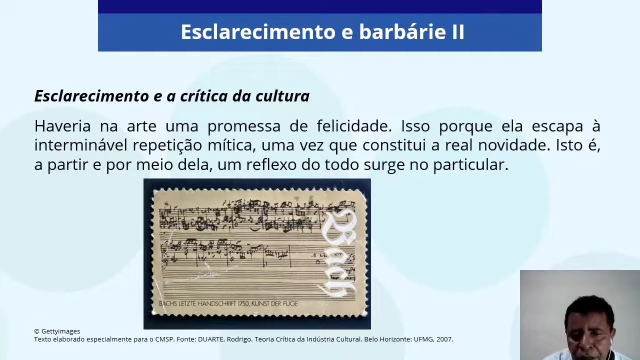 Esclarecimento e barbárie II
Esclarecimento e a crítica da cultura
Haveria na arte uma promessa de felicidade. Isso porque ela escapa à
interminável repetição mítica, uma vez que constitui a real novidade. Isto é,
a partir e por meio dela, um reflexo do todo surge no particular.
Bach
BACHS LETZTE HANDSCHRIFT 1750, KUNST DER FUGE
© Gettyimages
Texto elaborado especialmente para o CMSP. Fonte: DUARTE, Rodrigo. Teoria Crítica da Indústria Cultural. Belo Horizonte: UFMG, 2007.